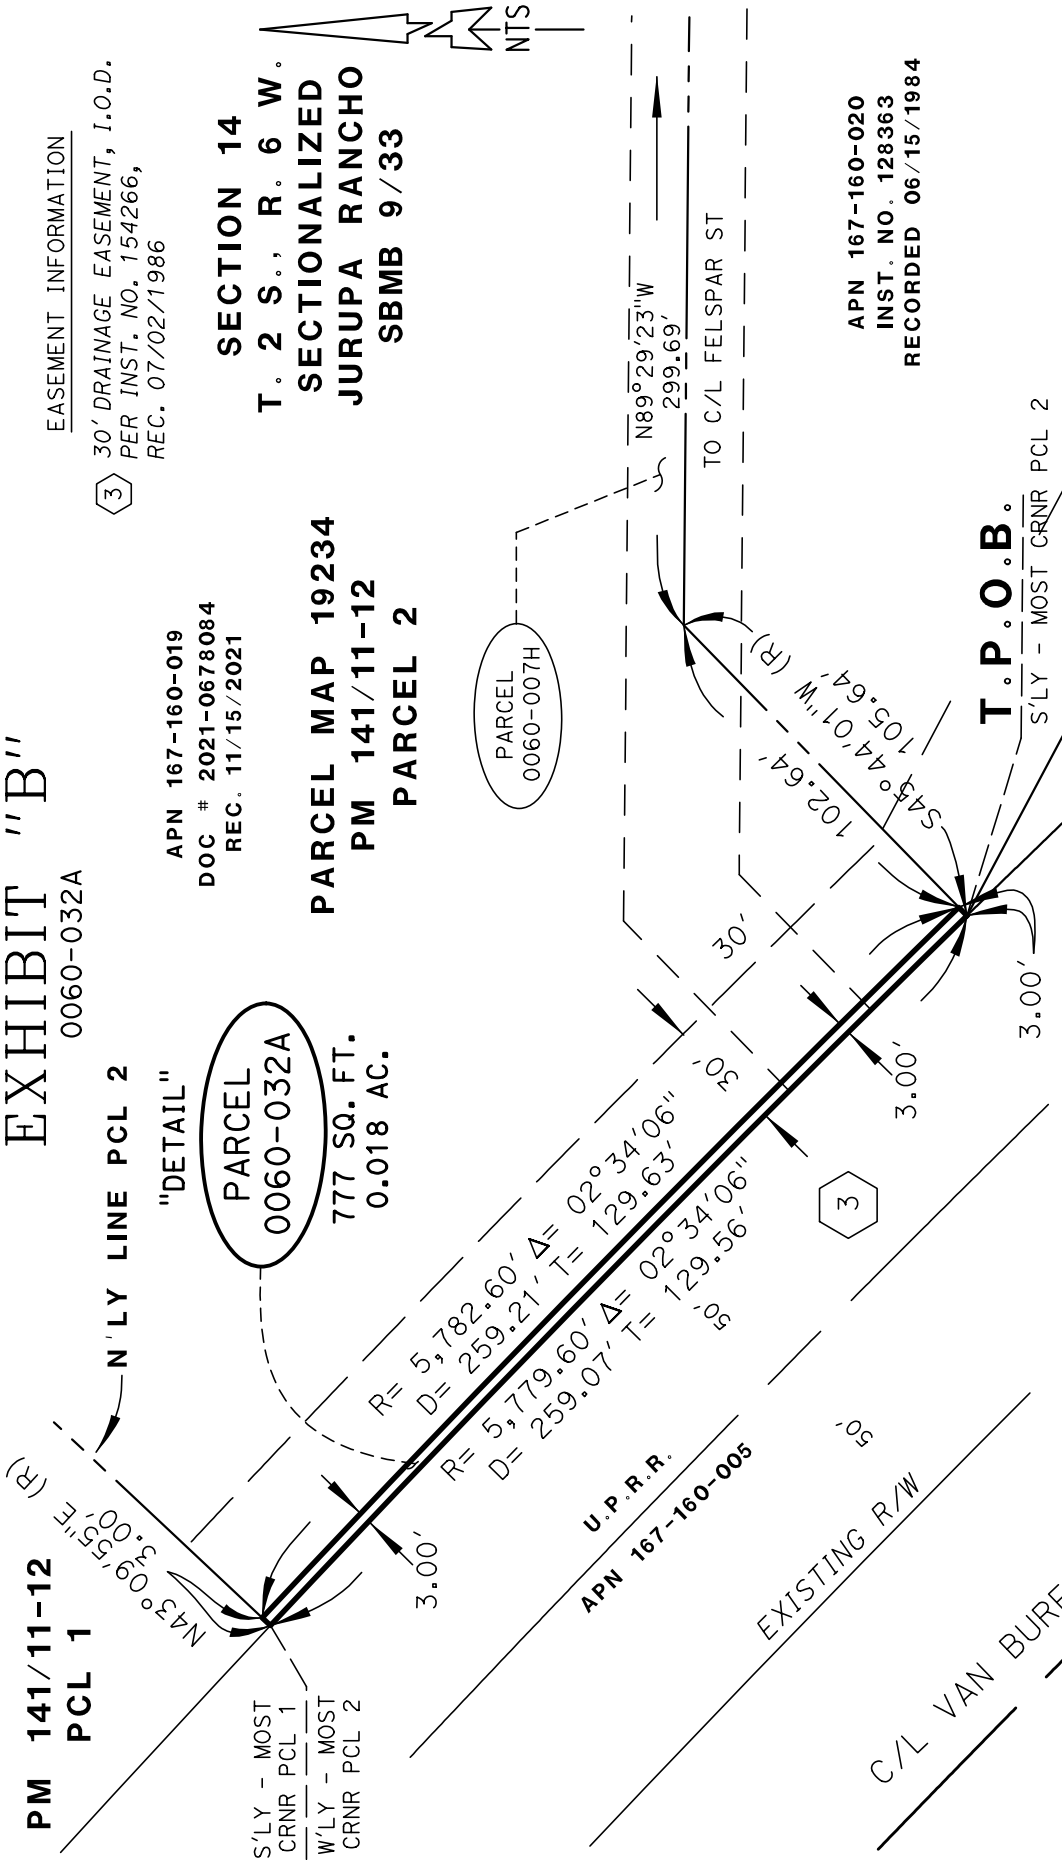 EXHIBIT "B"
0060-032A
PM 141/11-12
PCL 1
N'LY LINE PCL 2
"DETAIL"
PARCEL
0060-032A
777 SQ. FT.
0.018 AC.
APN 167-160-019
DOC # 2021-0678084
REC. 11/15/2021
PARCEL MAP 19234
PM 141/11-12
PARCEL 2
EASEMENT INFORMATION
3
30' DRAINAGE EASEMENT, I.O.D.
PER INST. NO. 154266,
REC. 07/02/1986
SECTION 14
T. 2 S., R. 6 W.
SECTIONALIZED
JURUPA RANCHO
SBMB 9/33
NTS
N43°09'55"E (R)
3.00'
S'LY - MOST
CRNR PCL 1
W'LY - MOST
CRNR PCL 2
3.00'
R= 5,782.60' Δ= 02°34'06"
D= 259.21' T= 129.63'
R= 5,779.60' Δ= 02°34'06"
D= 259.07' T= 129.56'
30'
30'
PARCEL
0060-007H
N89°29'23"W
299.69'
TO C/L FELSPAR ST
102.64'
S45°44'01"W (R)
105.64'
APN 167-160-020
INST. NO. 128363
RECORDED 06/15/1984
T.P.O.B.
S'LY - MOST CRNR PCL 2
3.00'
3.00'
3
50'
U.P.R.R.
APN 167-160-005
50'
EXISTING R/W
C/L VAN BURE